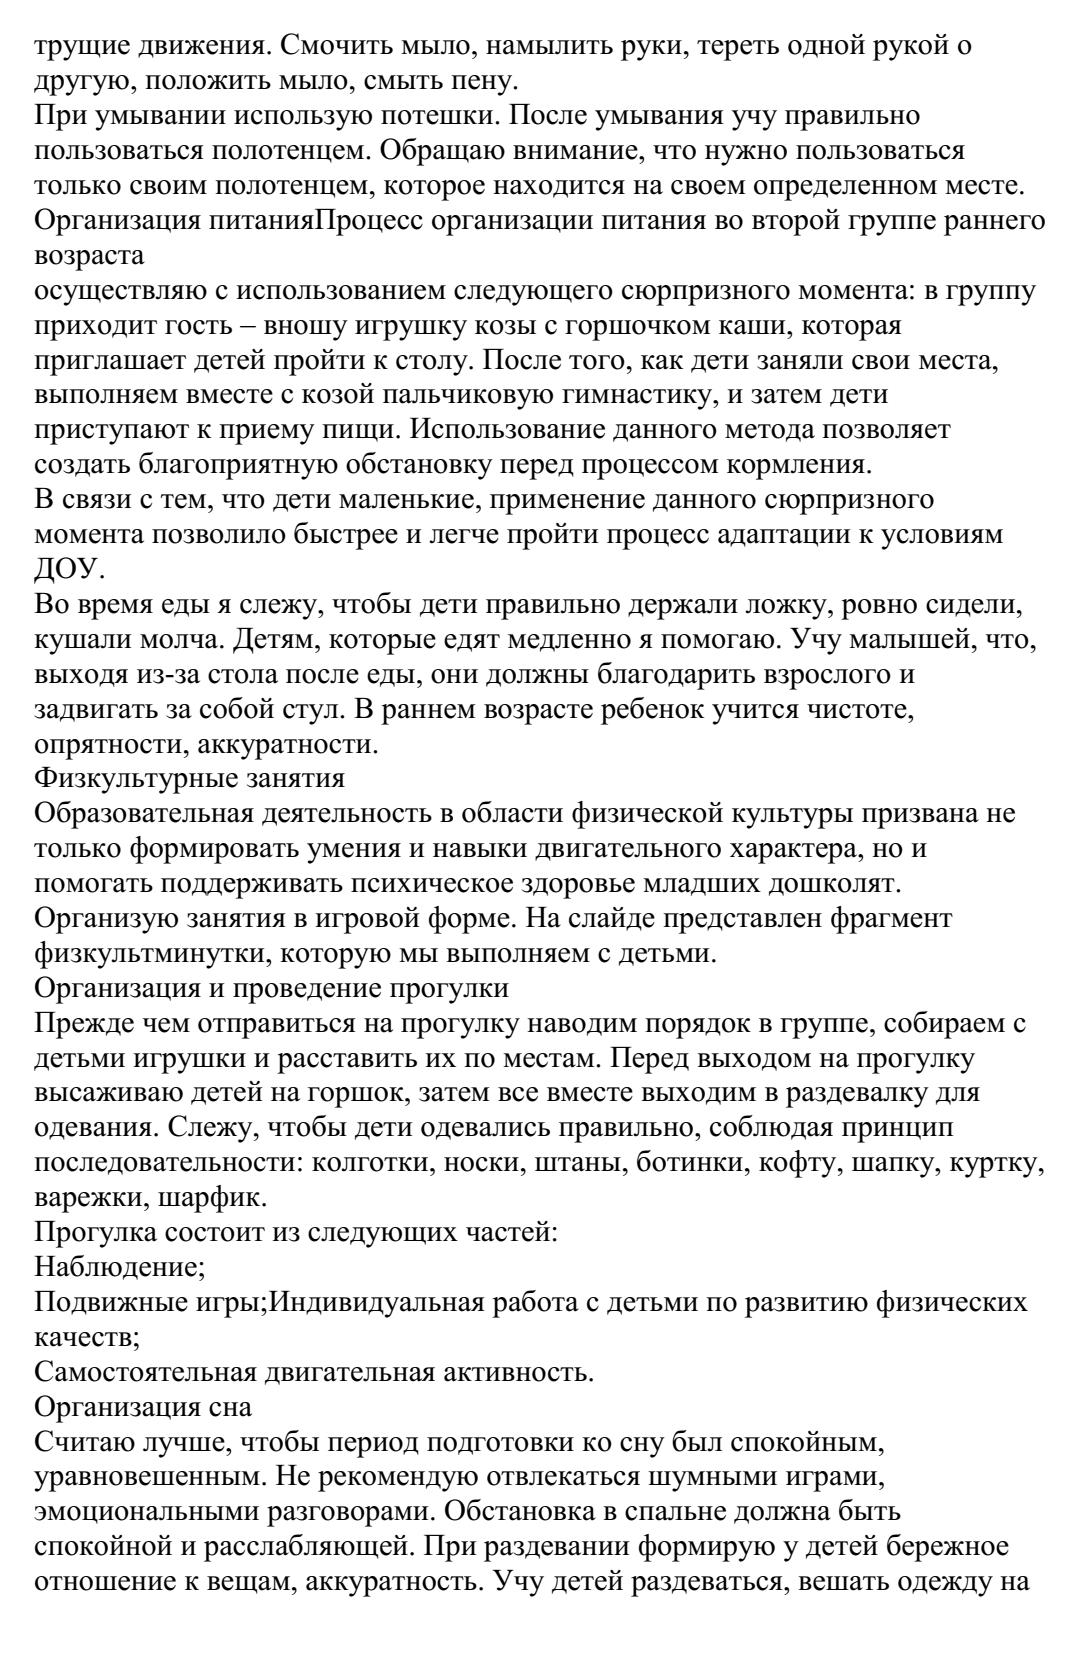 трущие движения. Смочить мыло, намылить руки, тереть одной рукой о
другую, положить мыло, смыть пену.
При умывании использую потешки. После умывания учу правильно
пользоваться полотенцем. Обращаю внимание, что нужно пользоваться
только своим полотенцем, которое находится на своем определенном месте.
Организация питанияПроцесс организации питания во второй группе раннего
возраста
осуществляю с использованием следующего сюрпризного момента: в группу
приходит гость – вношу игрушку козы с горшочком каши, которая
приглашает детей пройти к столу. После того, как дети заняли свои места,
выполняем вместе с козой пальчиковую гимнастику, и затем дети
приступают к приему пищи. Использование данного метода позволяет
создать благоприятную обстановку перед процессом кормления.
В связи с тем, что дети маленькие, применение данного сюрпризного
момента позволило быстрее и легче пройти процесс адаптации к условиям
ДОУ.
Во время еды я слежу, чтобы дети правильно держали ложку, ровно сидели,
кушали молча. Детям, которые едят медленно я помогаю. Учу малышей, что,
выходя из-за стола после еды, они должны благодарить взрослого и
задвигать за собой стул. В раннем возрасте ребенок учится чистоте,
опрятности, аккуратности.
Физкультурные занятия
Образовательная деятельность в области физической культуры призвана не
только формировать умения и навыки двигательного характера, но и
помогать поддерживать психическое здоровье младших дошколят.
Организую занятия в игровой форме. На слайде представлен фрагмент
физкультминутки, которую мы выполняем с детьми.
Организация и проведение прогулки
Прежде чем отправиться на прогулку наводим порядок в группе, собираем с
детьми игрушки и расставить их по местам. Перед выходом на прогулку
высаживаю детей на горшок, затем все вместе выходим в раздевалку для
одевания. Слежу, чтобы дети одевались правильно, соблюдая принцип
последовательности: колготки, носки, штаны, ботинки, кофту, шапку, куртку,
варежки, шарфик.
Прогулка состоит из следующих частей:
Наблюдение;
Подвижные игры;Индивидуальная работа с детьми по развитию физических
качеств;
Самостоятельная двигательная активность.
Организация сна
Считаю лучше, чтобы период подготовки ко сну был спокойным,
уравновешенным. Не рекомендую отвлекаться шумными играми,
эмоциональными разговорами. Обстановка в спальне должна быть
спокойной и расслабляющей. При раздевании формирую у детей бережное
отношение к вещам, аккуратность. Учу детей раздеваться, вешать одежду на